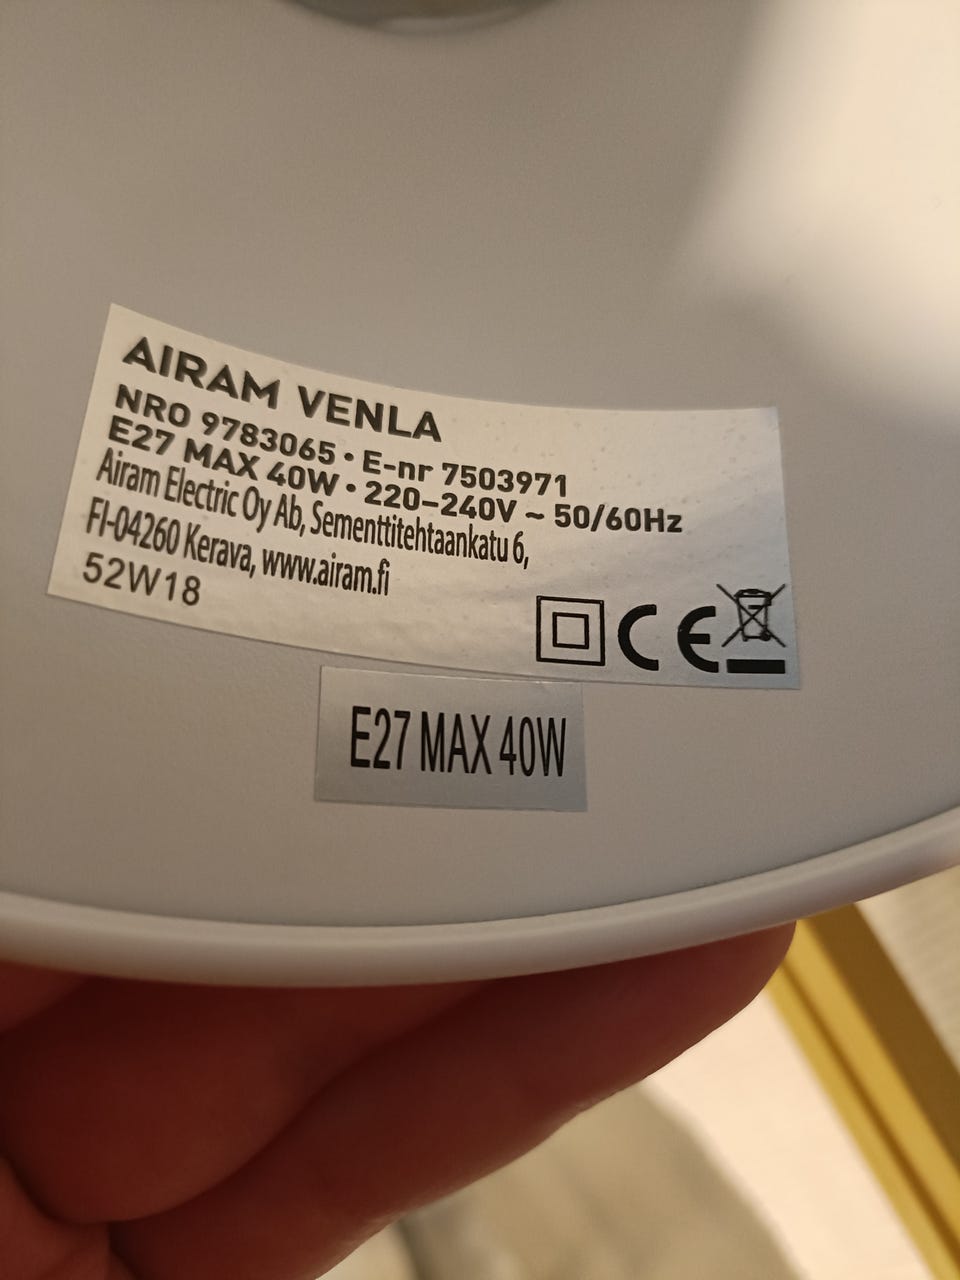 AIRAM VENLA
NRO 9783065 • E-nr 7503971
E27 MAX 40W • 220–240V ~ 50/60Hz
Airam Electric Oy Ab, Sementtitehtaankatu 6,
FI-04260 Kerava, www.airam.fi
52W18
CE
E27 MAX 40W